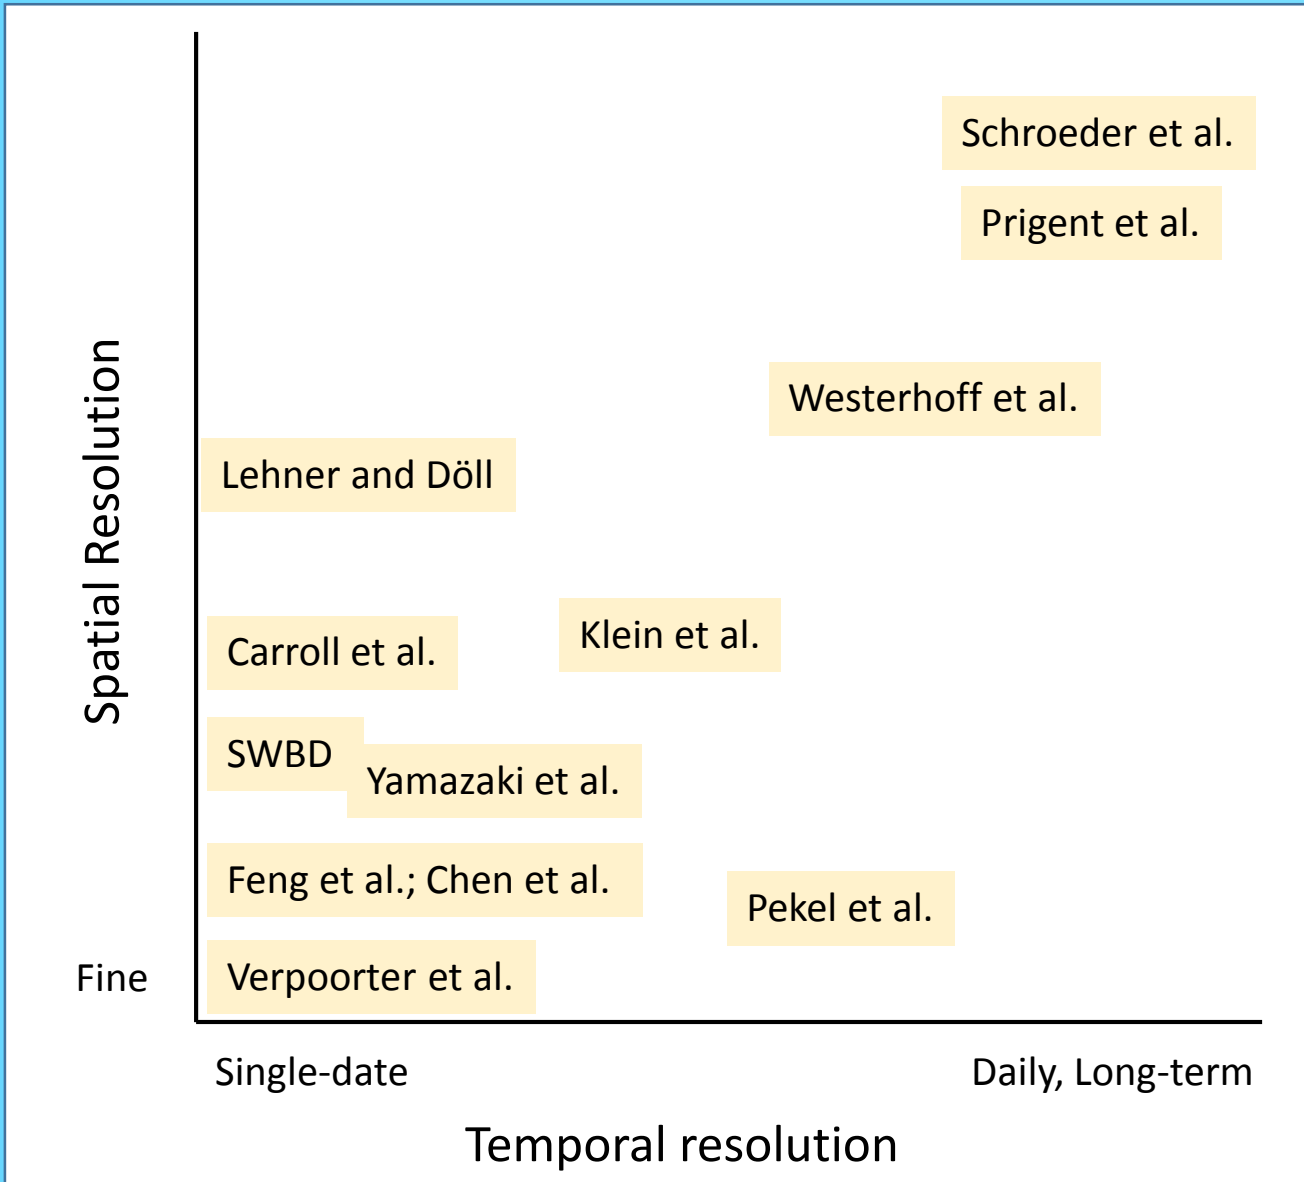 Schroeder et al.
Prigent et al.
Westerhoff et al.
Lehner and Döll
Klein et al.
Carroll et al.
SWBD
Yamazaki et al.
Feng et al.; Chen et al.
Pekel et al.
Verpoorter et al.
Spatial Resolution
Fine
Single-date
Daily, Long-term
Temporal resolution